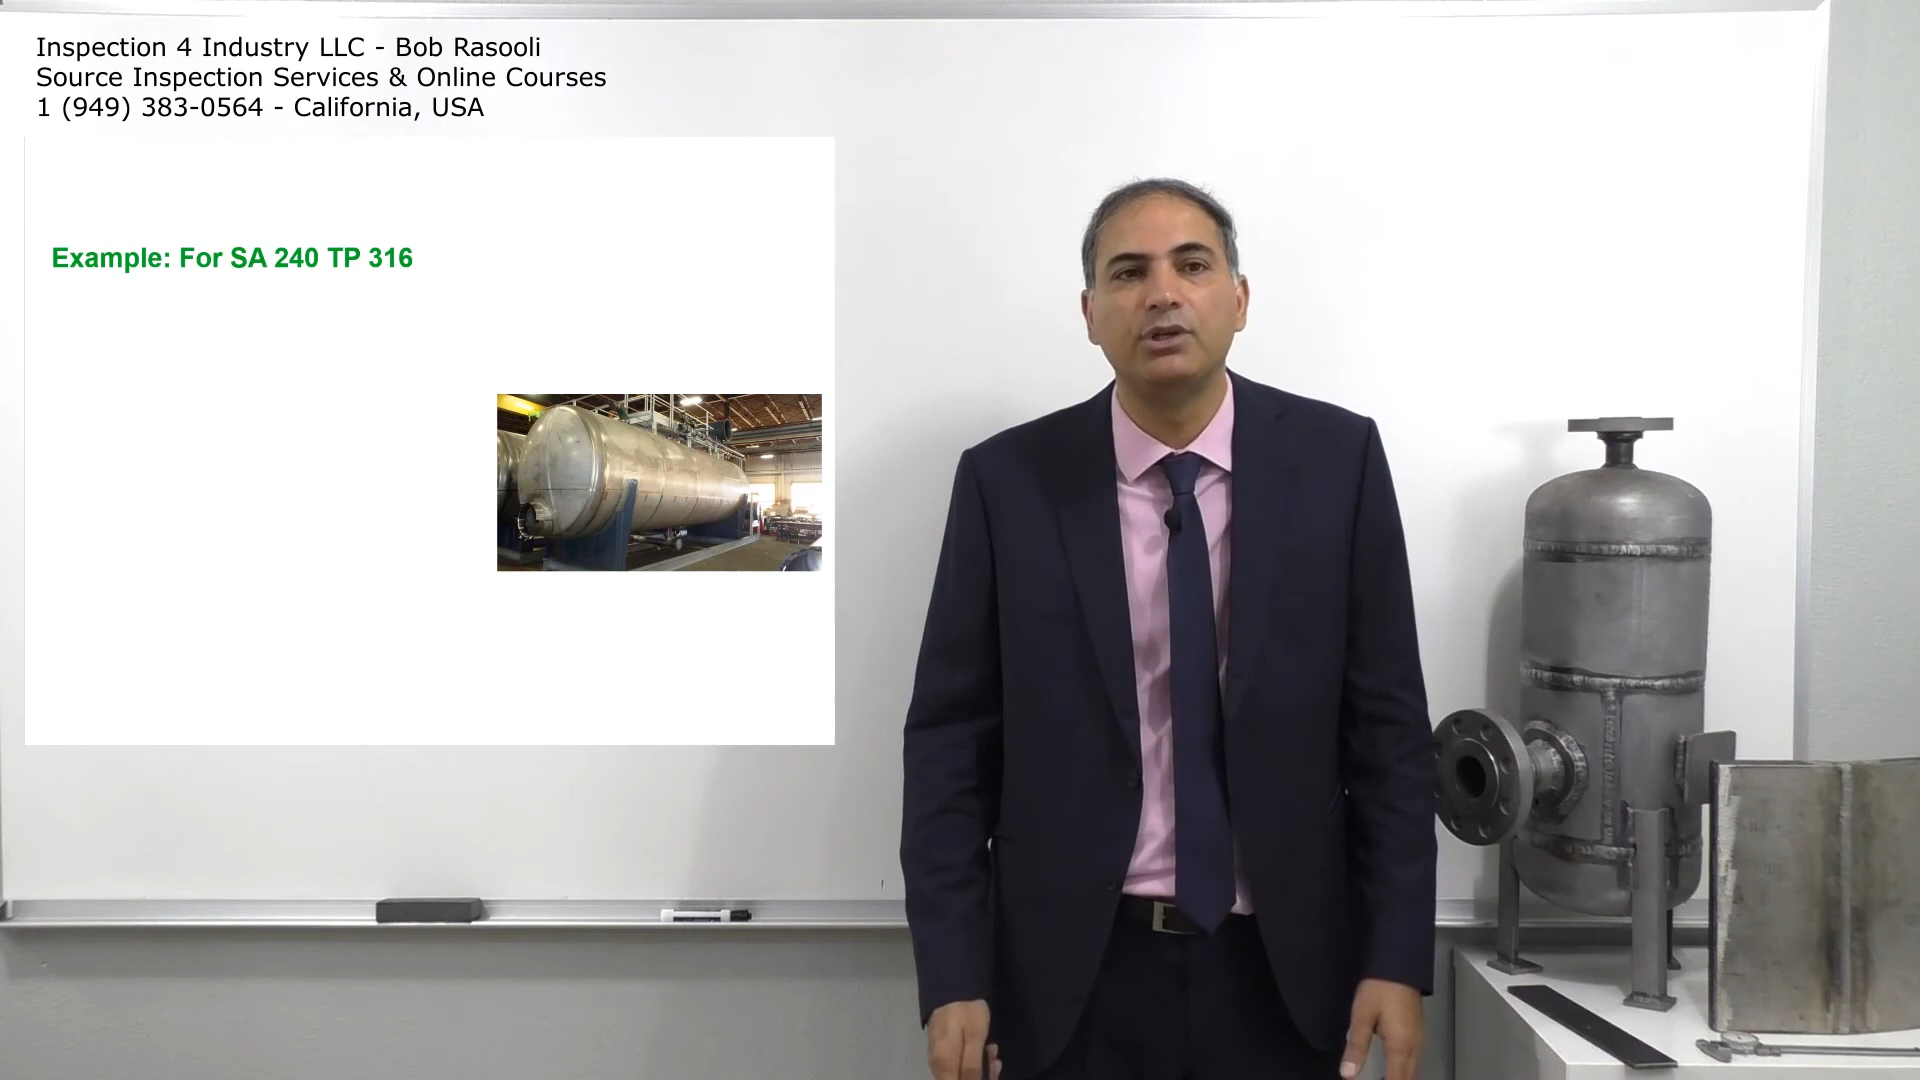 Inspection 4 Industry LLC - Bob Rasooli
Source Inspection Services & Online Courses
1 (949) 383-0564 - California, USA
Example: For SA 240 TP 316